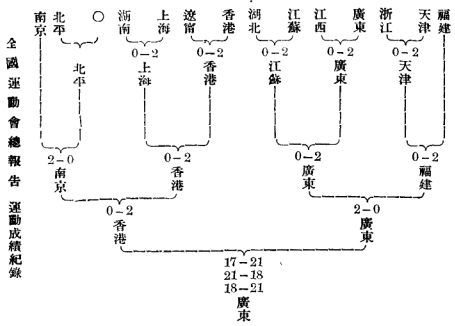 南京 北平 〇 湖南 上海 遼甯 香港 湖北 江蘇 江西 廣東 浙江 天津 福建
0-2 0-2 0-2 0-2 0-2
北平 上海 香港 江蘇 廣東 天津
2-0 0-2 0-2 0-2
南京 香港 廣東 福建
0-2 2-0
香港 廣東
17-21
21-18
18-21
廣東
全國運動會總報告 運動成績紀錄